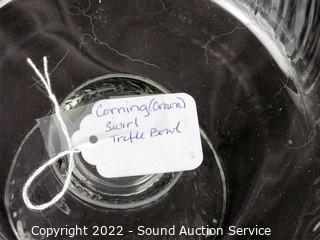 Corning (Crown)
Swirl
Trifle Bowl
Copyright 2022 - Sound Auction Service